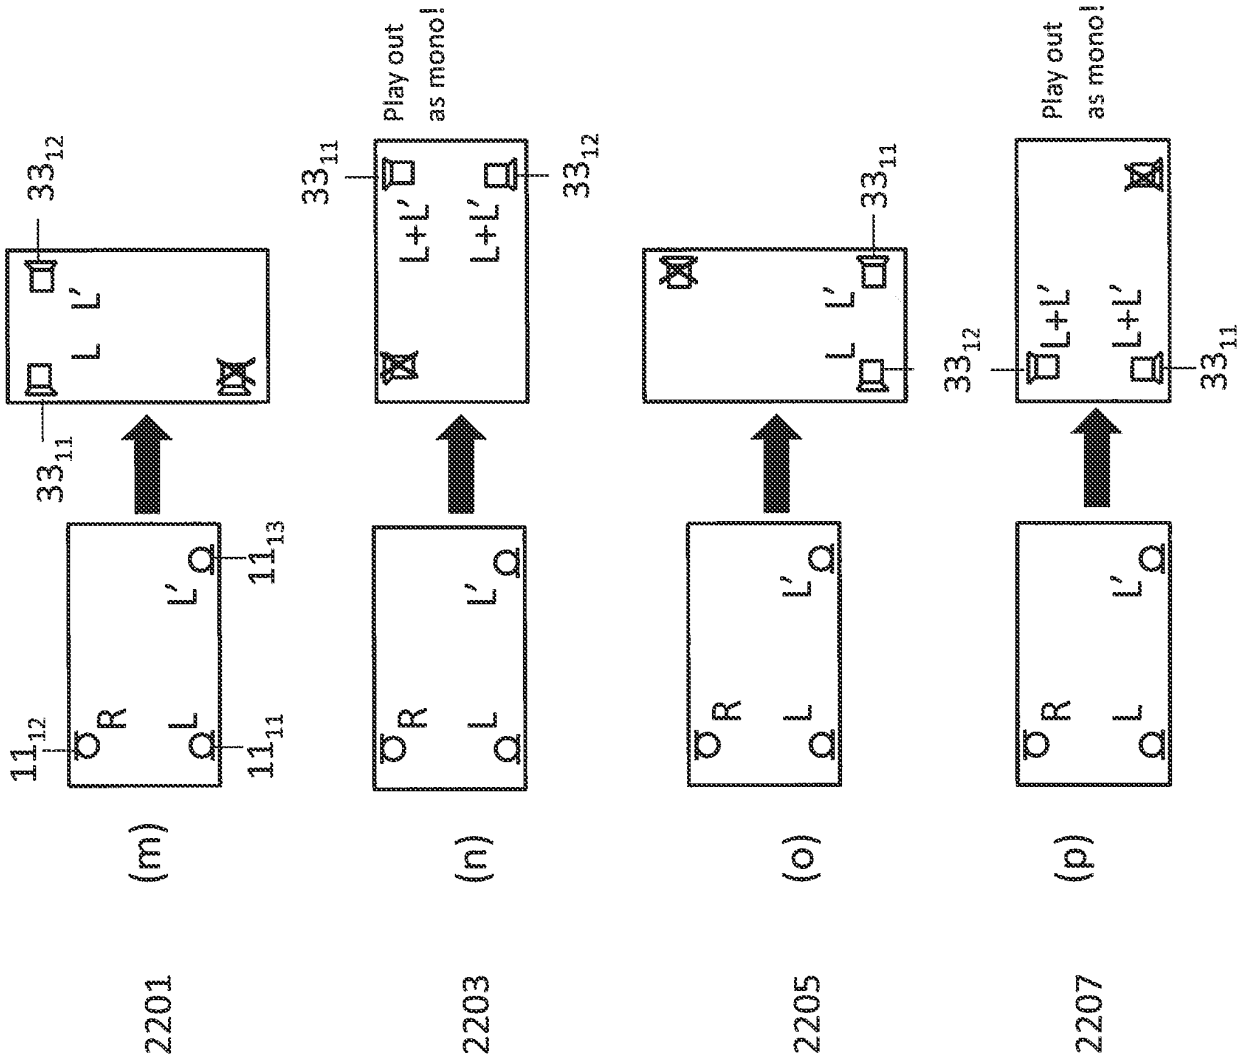 11₁₂ 33₁₁ 33₁₂
R L L'
2201 (m)
L L'
11₁₁ 11₁₃
33₁₁
Play out
as mono!
R L+L'
2203 (n)
L L' L+L'
33₁₂
R
2205 (o)
L L' L L'
33₁₁
33₁₂
R L+L' Play out
as mono!
2207 (p)
L L' L+L'
33₁₁